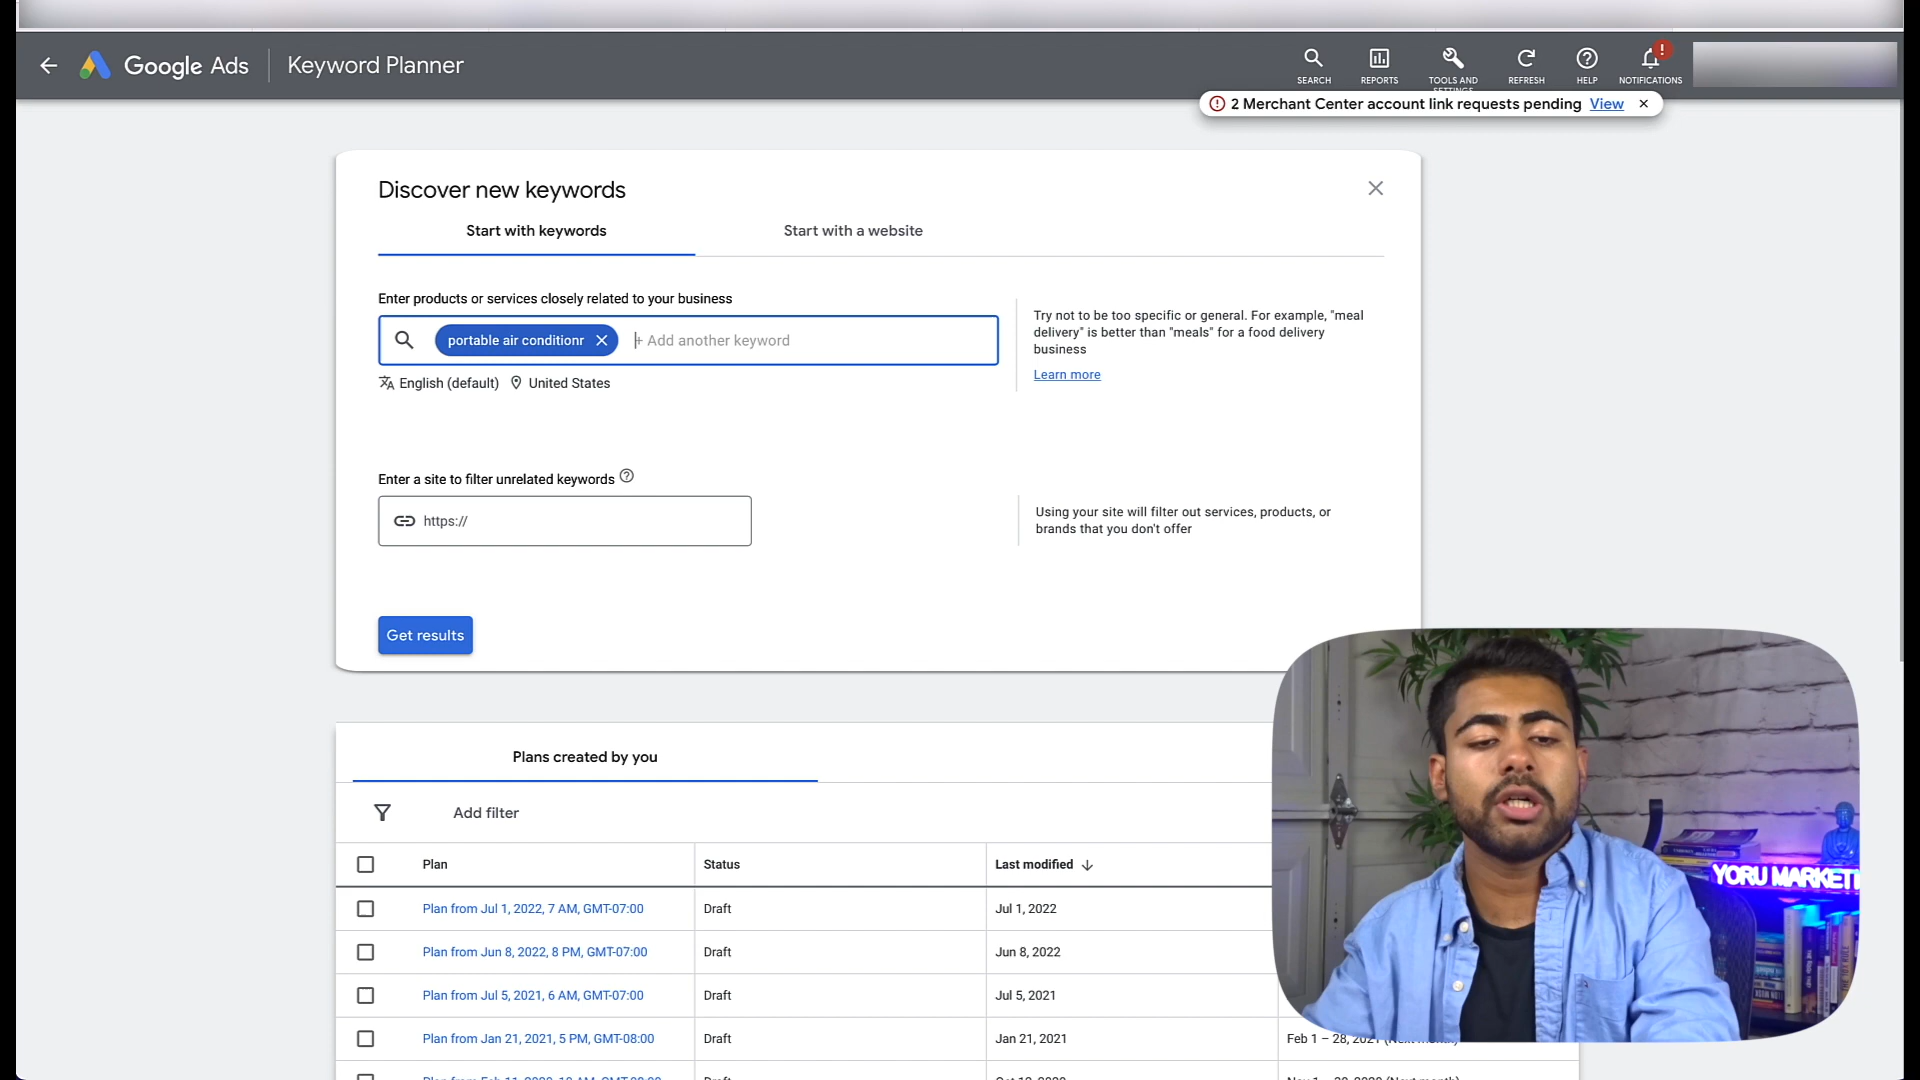 Google Ads
Keyword Planner
SEARCH
REPORTS
TOOLS AND
SETTINGS
REFRESH
HELP
NOTIFICATIONS
2 Merchant Center account link requests pending View
Discover new keywords
Start with keywords
Start with a website
Enter products or services closely related to your business
portable air conditionr
+ Add another keyword
English (default)
United States
Try not to be too specific or general. For example, "meal
delivery" is better than "meals" for a food delivery
business
Learn more
Enter a site to filter unrelated keywords
https://
Using your site will filter out services, products, or
brands that you don't offer
Get results
Plans created by you
Add filter
Plan Status Last modified
Plan from Jul 1, 2022, 7 AM, GMT-07:00 Draft Jul 1, 2022
Plan from Jun 8, 2022, 8 PM, GMT-07:00 Draft Jun 8, 2022
Plan from Jul 5, 2021, 6 AM, GMT-07:00 Draft Jul 5, 2021
Plan from Jan 21, 2021, 5 PM, GMT-08:00 Draft Jan 21, 2021 Feb 1 – 28, 2021 (Next month)
YORU MARKETI